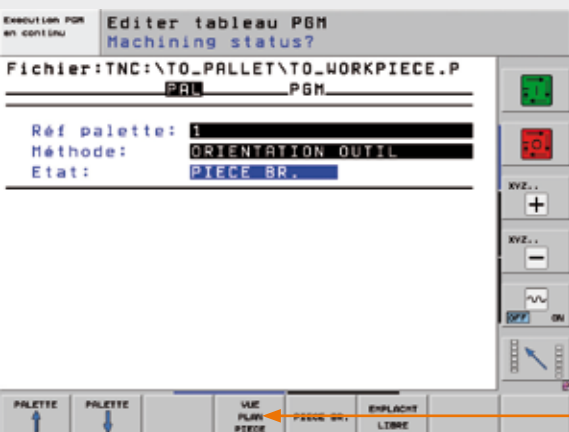 Execution PGM
en continu
Editer tableau PGM
Machining status?
Fichier:TNC:\TO_PALLET\TO_WORKPIECE.P
PAL PGM
Réf palette: 1
Méthode: ORIENTATION OUTIL
Etat: PIECE BR.
XYZ..
+
XYZ..
−
OFF ON
PALETTE
PALETTE
VUE
PLAN
PIECE
PIECE BR.
EMPLACMT
LIBRE